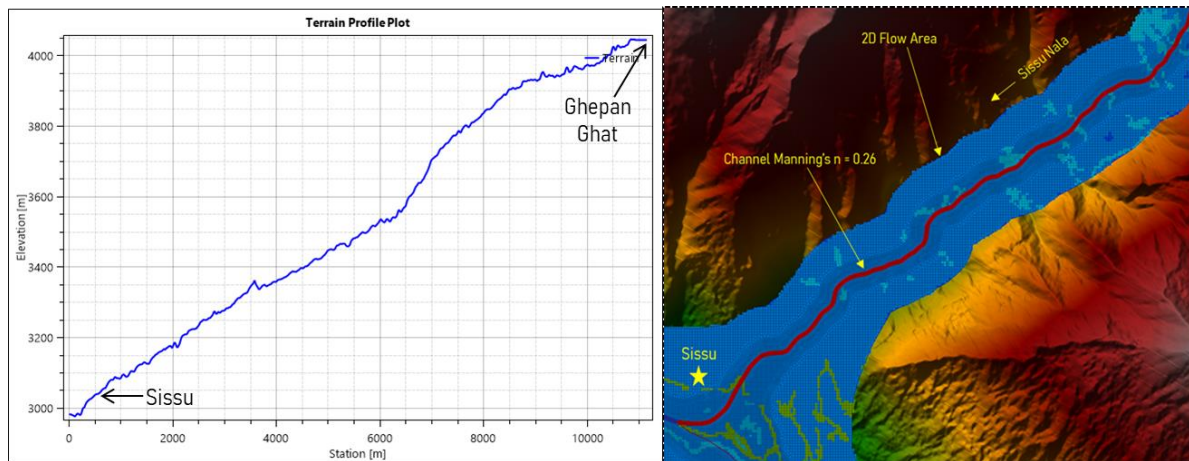 Terrain Profile Plot
4000
3800
3600
3400
3200
3000
Elevation [m]
0
2000
4000
6000
8000
10000
Station [m]
Terrain
Ghepan
Ghat
Sissu
2D Flow Area
Sissu Nala
Channel Manning's n = 0.26
Sissu